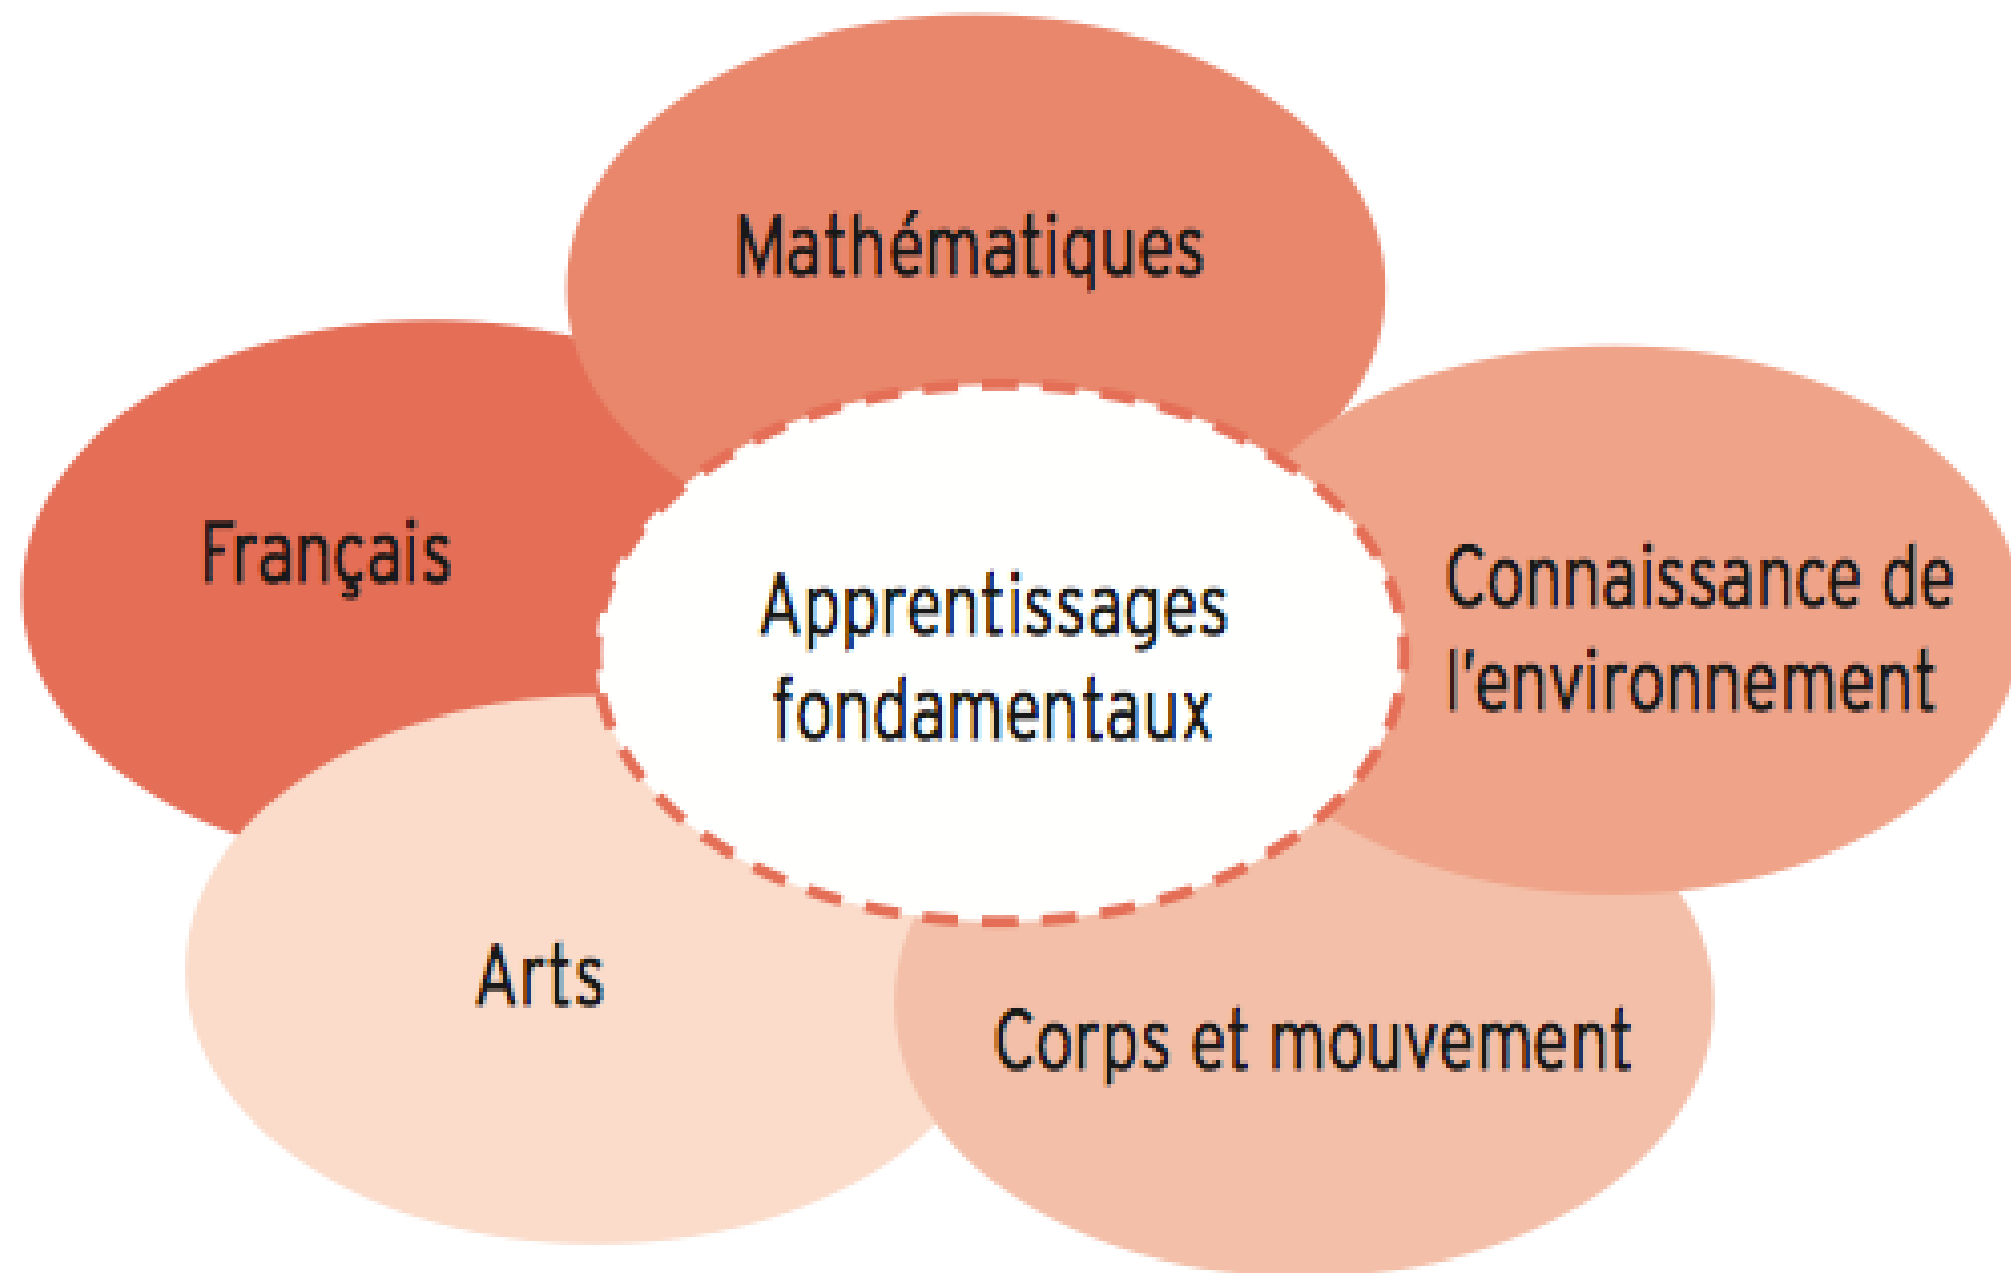 Mathématiques
Français
Apprentissages
fondamentaux
Connaissance de
l'environnement
Arts
Corps et mouvement